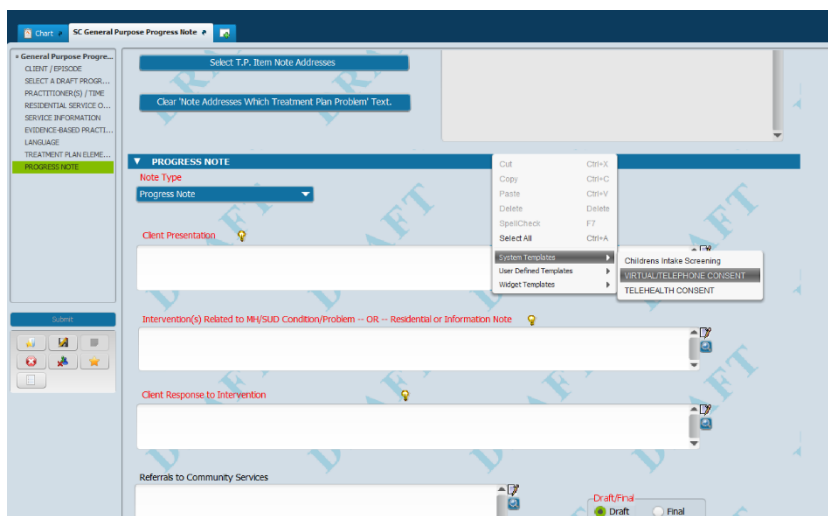 Chart
SC General Purpose Progress Note
General Purpose Progre...
CLIENT / EPISODE
SELECT A DRAFT PROGR...
PRACTITIONER(S) / TIME
RESIDENTIAL SERVICE O...
SERVICE INFORMATION
EVIDENCE-BASED PRACTI...
LANGUAGE
TREATMENT PLAN ELEME...
PROGRESS NOTE
Submit
Select T.P. Item Note Addresses
Clear 'Note Addresses Which Treatment Plan Problem' Text.
PROGRESS NOTE
Note Type
Progress Note
Cut Ctrl+X
Copy Ctrl+C
Paste Ctrl+V
Delete Delete
SpellCheck F7
Select All Ctrl+A
System Templates
User Defined Templates
Widget Templates
Childrens Intake Screening
VIRTUAL/TELEPHONE CONSENT
TELEHEALTH CONSENT
Client Presentation
Intervention(s) Related to MH/SUD Condition/Problem -- OR -- Residential or Information Note
Client Response to Intervention
Referrals to Community Services
Draft/Final
Draft Final
DRAFT